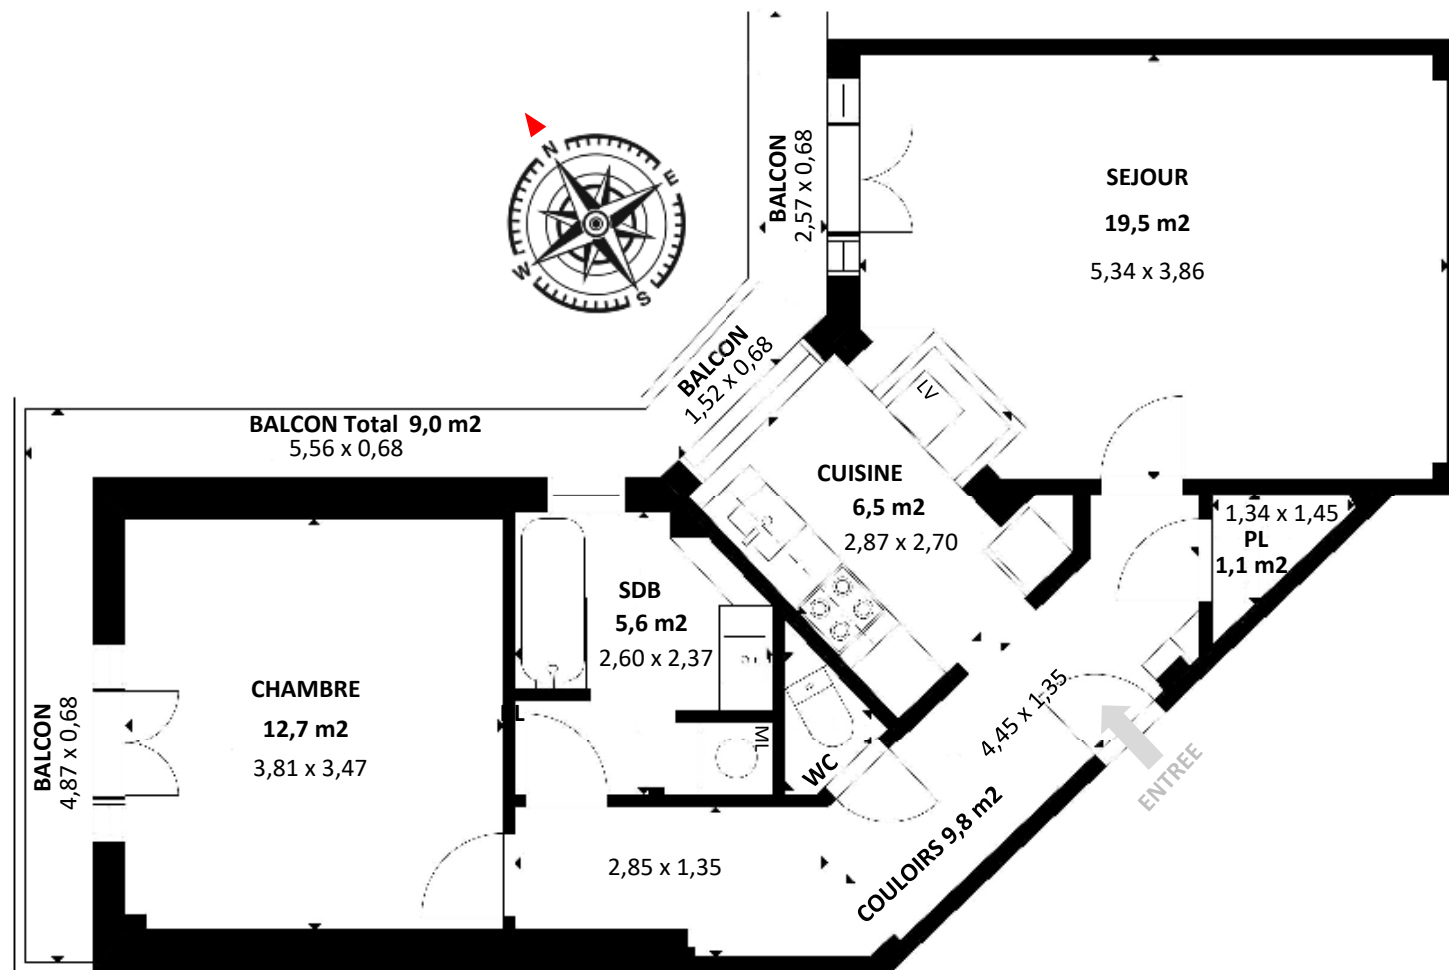 BALCON
2,57 x 0,68
SEJOUR
19,5 m2
5,34 x 3,86
N
E
S
W
BALCON
1,52 x 0,68
LV
BALCON Total 9,0 m2
5,56 x 0,68
CUISINE
6,5 m2
2,87 x 2,70
1,34 x 1,45
PL
1,1 m2
SDB
5,6 m2
2,60 x 2,37
CHAMBRE
12,7 m2
3,81 x 3,47
BALCON
4,87 x 0,68
ML
WC
4,45 x 1,35
ENTREE
COULOIRS 9,8 m2
2,85 x 1,35